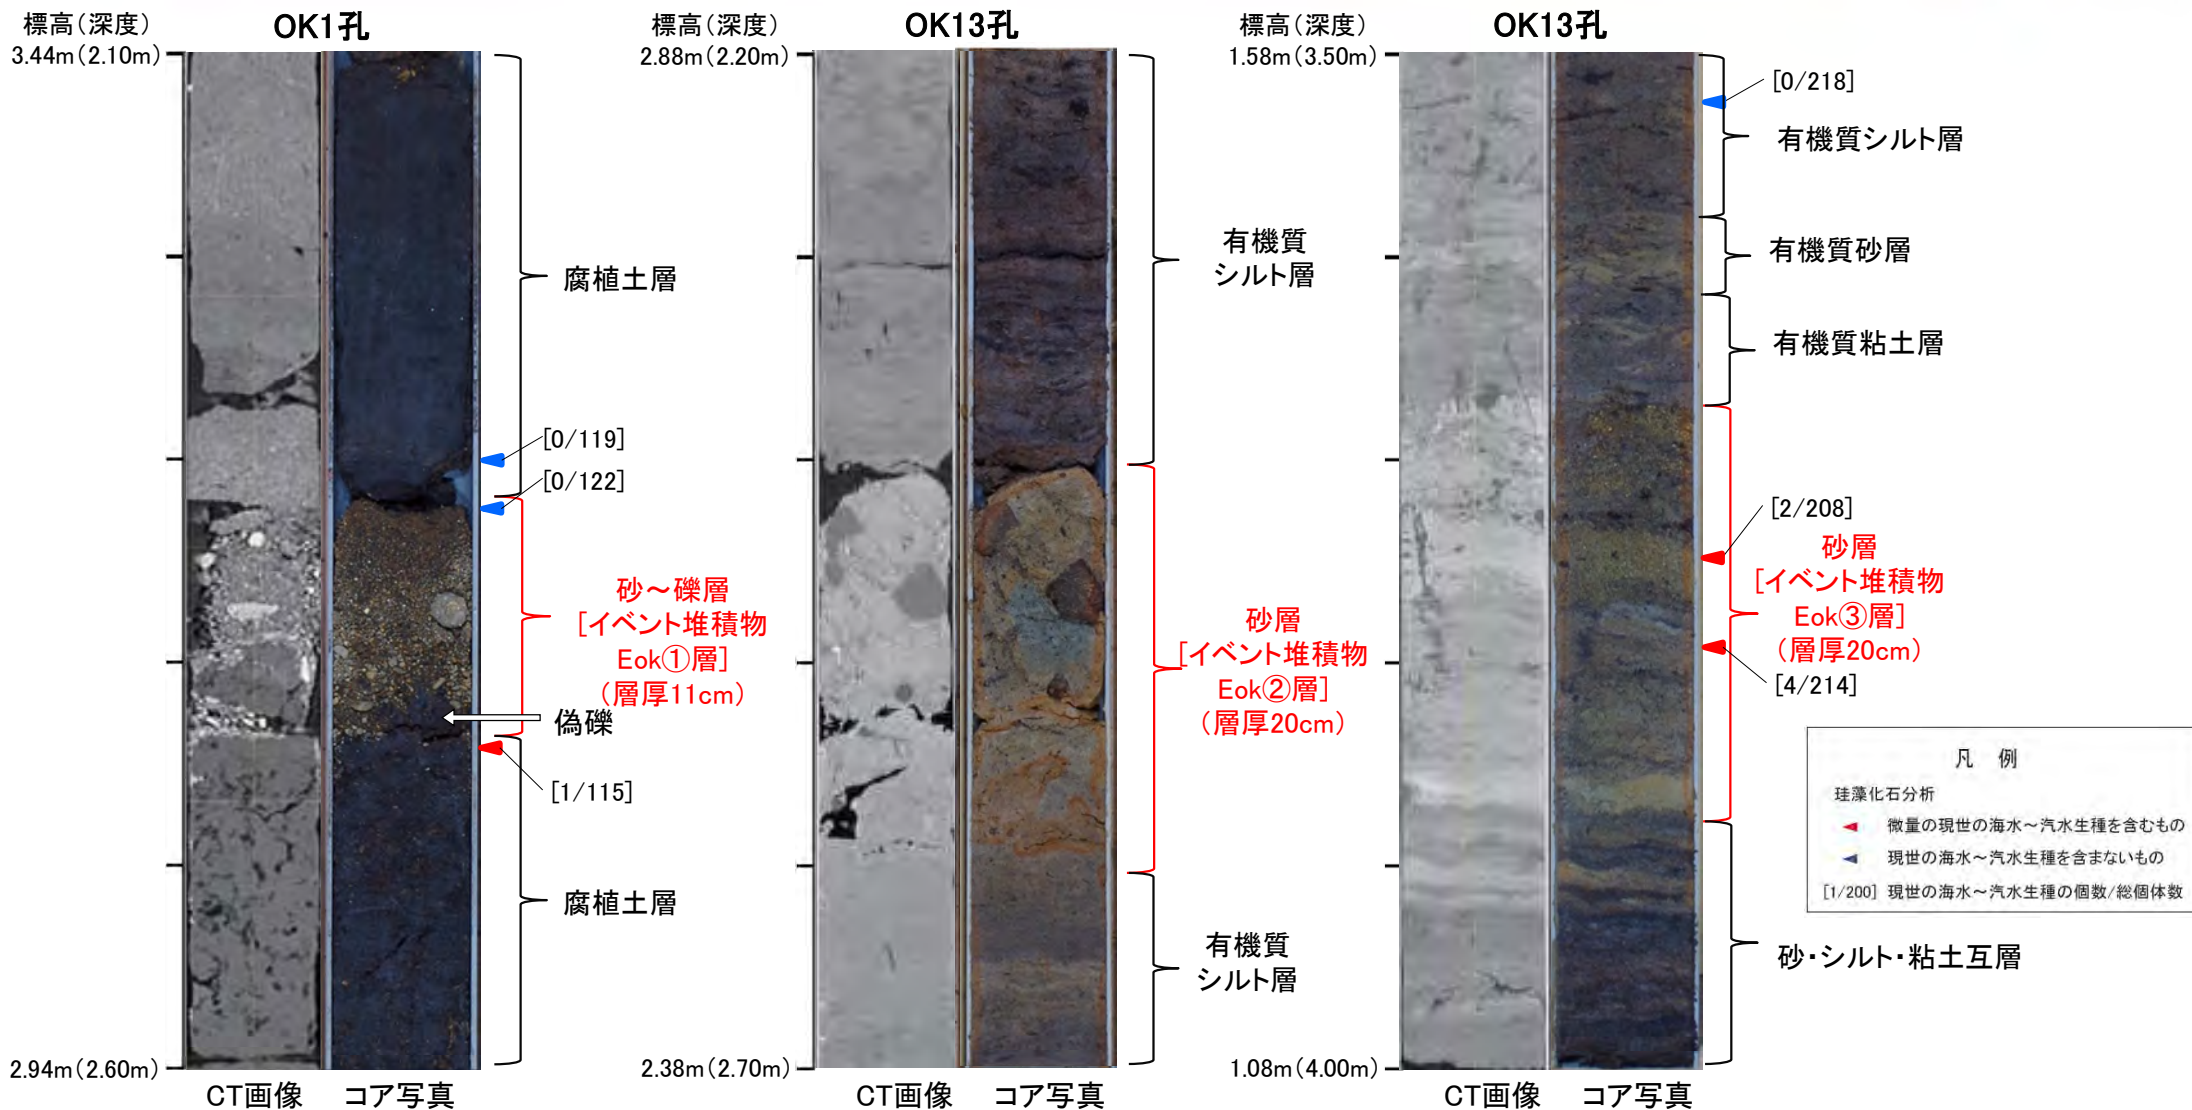 標高(深度)
OK1孔
3.44m(2.10m)
腐植土層
[0/119]
[0/122]
砂～礫層
[イベント堆積物
Eok①層]
(層厚11cm)
偽礫
[1/115]
腐植土層
2.94m(2.60m)
CT画像
コア写真
標高(深度)
OK13孔
2.88m(2.20m)
有機質
シルト層
砂層
[イベント堆積物
Eok②層]
(層厚20cm)
有機質
シルト層
2.38m(2.70m)
CT画像
コア写真
標高(深度)
OK13孔
1.58m(3.50m)
[0/218]
有機質シルト層
有機質砂層
有機質粘土層
[2/208]
砂層
[イベント堆積物
Eok③層]
(層厚20cm)
[4/214]
砂・シルト・粘土互層
1.08m(4.00m)
CT画像
コア写真
凡 例
珪藻化石分析
微量の現世の海水～汽水生種を含むもの
現世の海水～汽水生種を含まないもの
[1/200] 現世の海水～汽水生種の個数/総個体数